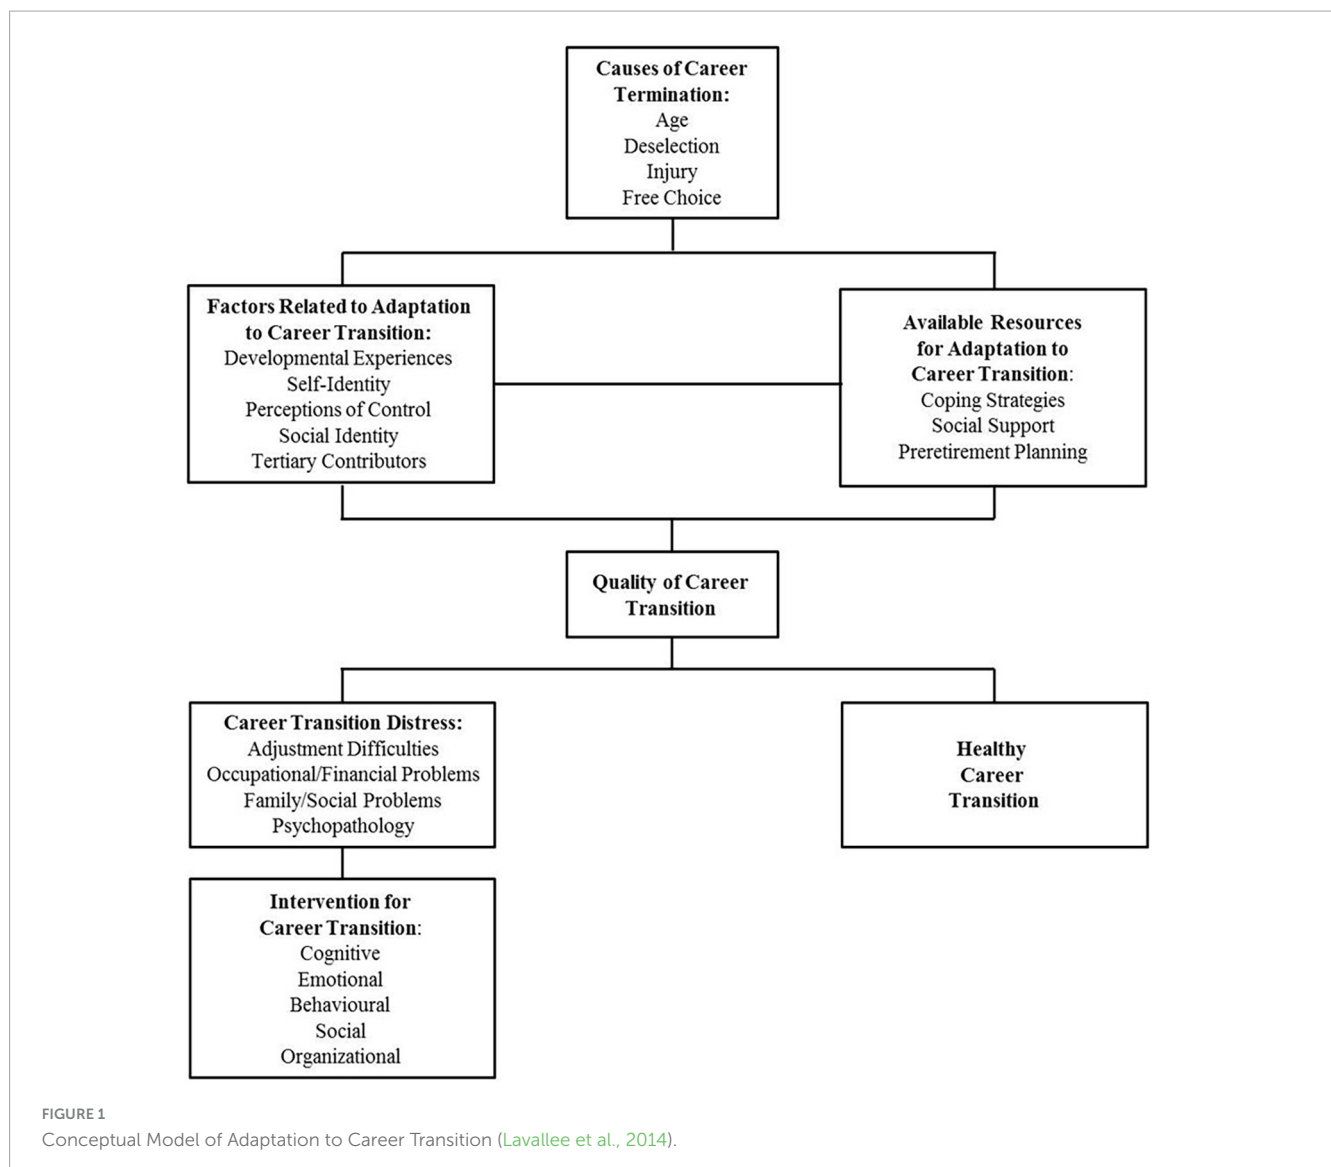 Causes of Career
Termination:
Age
Deselection
Injury
Free Choice
Factors Related to Adaptation
to Career Transition:
Developmental Experiences
Self-Identity
Perceptions of Control
Social Identity
Tertiary Contributors
Available Resources
for Adaptation to
Career Transition:
Coping Strategies
Social Support
Preretirement Planning
Quality of Career
Transition
Career Transition Distress:
Adjustment Difficulties
Occupational/Financial Problems
Family/Social Problems
Psychopathology
Healthy
Career
Transition
Intervention for
Career Transition:
Cognitive
Emotional
Behavioural
Social
Organizational
FIGURE 1
Conceptual Model of Adaptation to Career Transition (Lavallee et al., 2014).